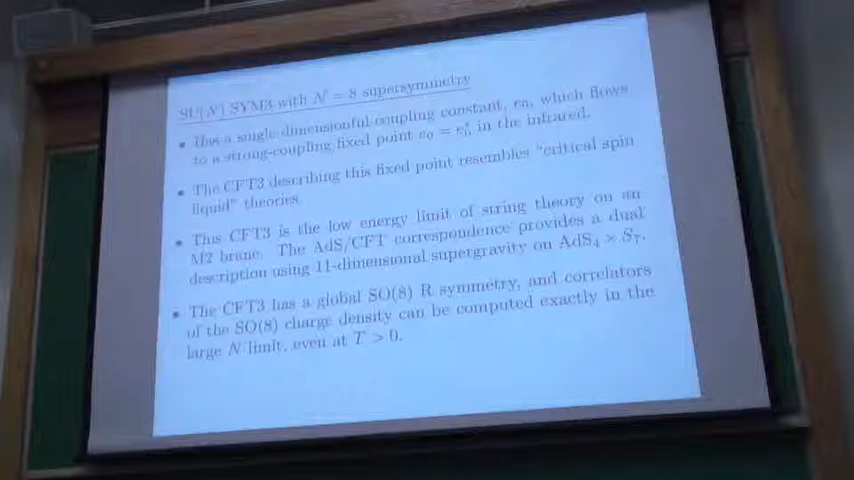 SU(N) SYM3 with N = 8 supersymmetry
• Has a single dimensionful coupling constant, e₀, which flows
to a strong-coupling fixed point e₀ = e₀* in the infrared.
• The CFT3 describing this fixed point resembles "critical spin
liquid" theories.
• This CFT3 is the low energy limit of string theory on an
M2 brane. The AdS/CFT correspondence provides a dual
description using 11-dimensional supergravity on AdS₄ × S₇.
• The CFT3 has a global SO(8) R symmetry, and correlators
of the SO(8) charge density can be computed exactly in the
large N limit, even at T > 0.